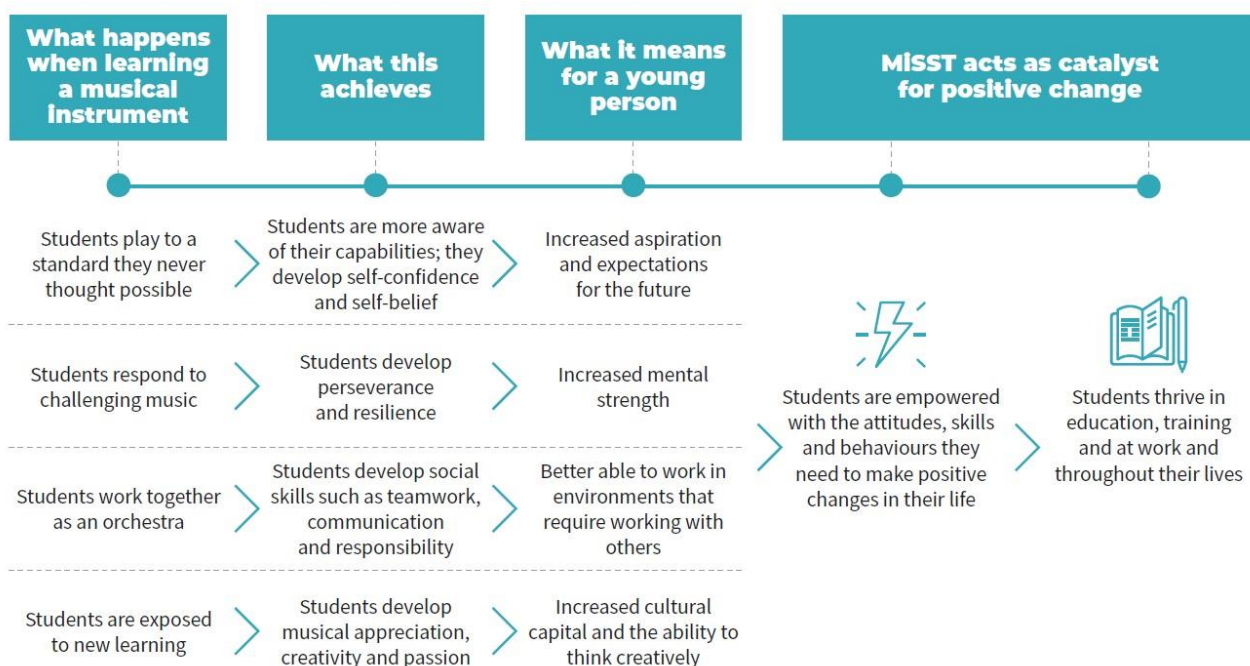 What happens
when learning
a musical
instrument
What this
achieves
What it means
for a young
person
MiSST acts as catalyst
for positive change
Students play to a
standard they never
thought possible
Students are more aware
of their capabilities; they
develop self-confidence
and self-belief
Increased aspiration
and expectations
for the future
Students respond to
challenging music
Students develop
perseverance
and resilience
Increased mental
strength
Students work together
as an orchestra
Students develop social
skills such as teamwork,
communication
and responsibility
Better able to work in
environments that
require working with
others
Students are exposed
to new learning
Students develop
musical appreciation,
creativity and passion
Increased cultural
capital and the ability to
think creatively
Students are empowered
with the attitudes, skills
and behaviours they
need to make positive
changes in their life
Students thrive in
education, training
and at work and
throughout their lives